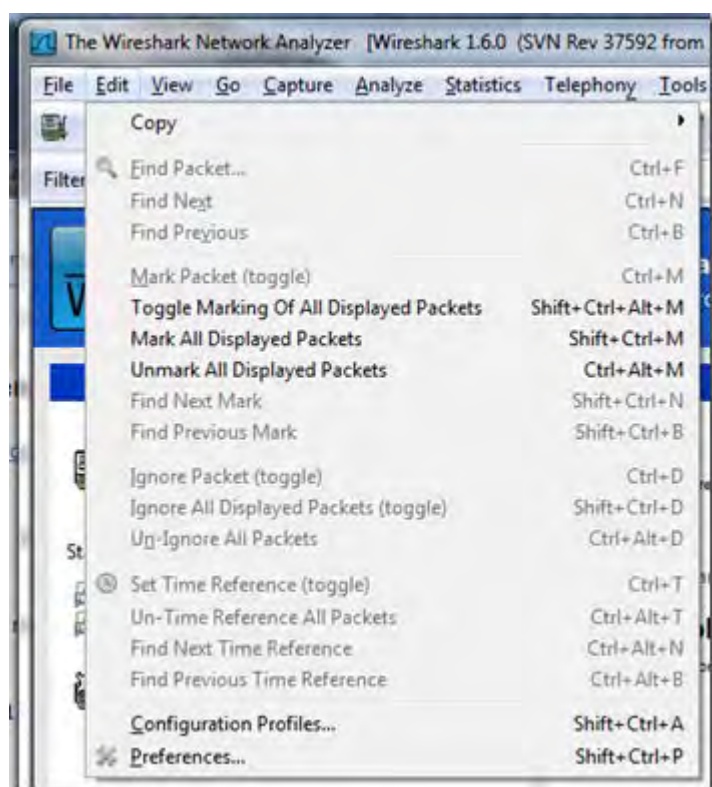 The Wireshark Network Analyzer [Wireshark 1.6.0 (SVN Rev 37592 from
File Edit View Go Capture Analyze Statistics Telephony Tools
Filter
Copy
Find Packet... Ctrl+F
Find Next Ctrl+N
Find Previous Ctrl+B
Mark Packet (toggle) Ctrl+M
Toggle Marking Of All Displayed Packets Shift+Ctrl+Alt+M
Mark All Displayed Packets Shift+Ctrl+M
Unmark All Displayed Packets Ctrl+Alt+M
Find Next Mark Shift+Ctrl+N
Find Previous Mark Shift+Ctrl+B
Ignore Packet (toggle) Ctrl+D
Ignore All Displayed Packets (toggle) Shift+Ctrl+D
Un-Ignore All Packets Ctrl+Alt+D
Set Time Reference (toggle) Ctrl+T
Un-Time Reference All Packets Ctrl+Alt+T
Find Next Time Reference Ctrl+Alt+N
Find Previous Time Reference Ctrl+Alt+B
Configuration Profiles... Shift+Ctrl+A
Preferences... Shift+Ctrl+P